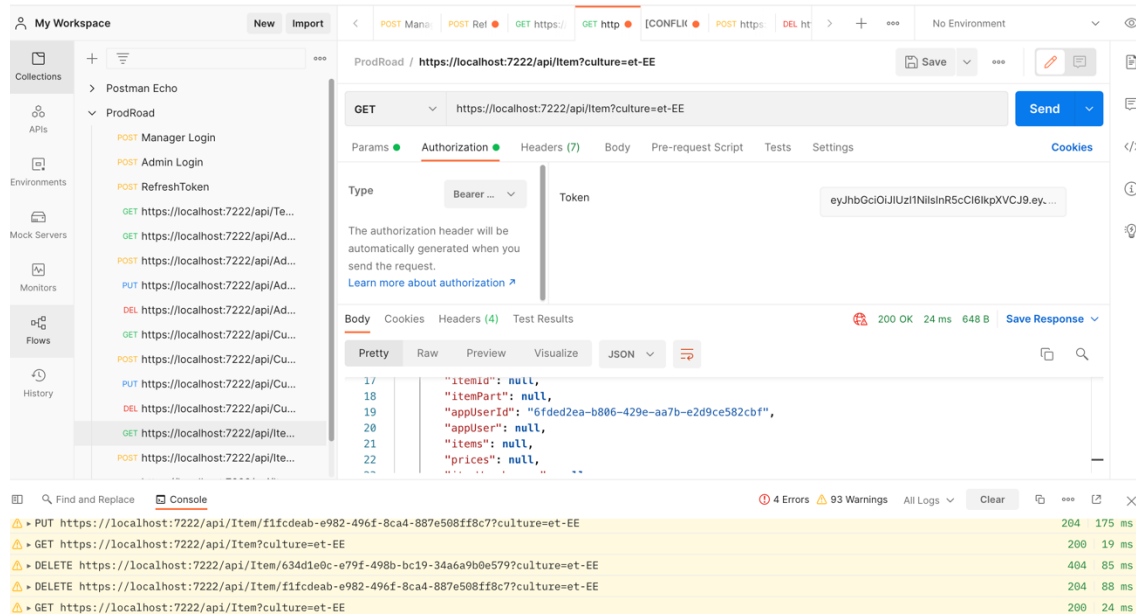 My Workspace
New
Import
POST Mana
POST Ref
GET https:/
GET http
[CONFLIC
POST https:
DEL ht
No Environment
Collections
APIs
Environments
Mock Servers
Monitors
Flows
History
Postman Echo
ProdRoad
POST Manager Login
POST Admin Login
POST RefreshToken
GET https://localhost:7222/api/Te...
GET https://localhost:7222/api/Ad...
POST https://localhost:7222/api/Ad...
PUT https://localhost:7222/api/Ad...
DEL https://localhost:7222/api/Ad...
GET https://localhost:7222/api/Cu...
POST https://localhost:7222/api/Cu...
PUT https://localhost:7222/api/Cu...
DEL https://localhost:7222/api/Cu...
GET https://localhost:7222/api/Ite...
POST https://localhost:7222/api/Ite...
ProdRoad / https://localhost:7222/api/Item?culture=et-EE
Save
GET
https://localhost:7222/api/Item?culture=et-EE
Send
Params
Authorization
Headers (7)
Body
Pre-request Script
Tests
Settings
Cookies
Type
Bearer ...
The authorization header will be
automatically generated when you
send the request.
Learn more about authorization ↗
Token
Body
Cookies
Headers (4)
Test Results
200 OK
24 ms
648 B
Save Response
Pretty
Raw
Preview
Visualize
JSON
17 "itemId": null,
18 "itemPart": null,
19 "appUserId": "6fded2ea-b806-429e-aa7b-e2d9ce582cbf",
20 "appUser": null,
21 "items": null,
22 "prices": null,
Find and Replace
Console
4 Errors
93 Warnings
All Logs
Clear
PUT https://localhost:7222/api/Item/f1fcdeab-e982-496f-8ca4-887e508ff8c7?culture=et-EE 204 175 ms
GET https://localhost:7222/api/Item?culture=et-EE 200 19 ms
DELETE https://localhost:7222/api/Item/634d1e0c-e79f-498b-bc19-34a6a9b0e579?culture=et-EE 404 85 ms
DELETE https://localhost:7222/api/Item/f1fcdeab-e982-496f-8ca4-887e508ff8c7?culture=et-EE 204 88 ms
GET https://localhost:7222/api/Item?culture=et-EE 200 24 ms